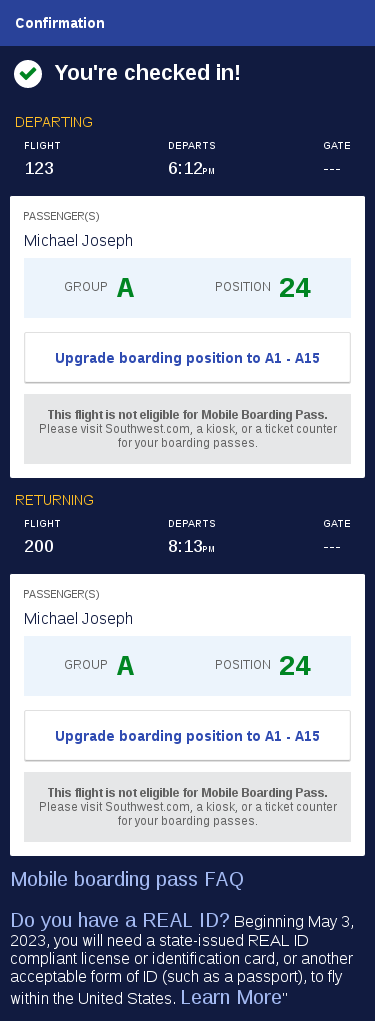 Confirmation
You're checked in!
DEPARTING
FLIGHT DEPARTS GATE
123 6:12PM ---
PASSENGER(S)
Michael Joseph
GROUP A POSITION 24
Upgrade boarding position to A1 - A15
This flight is not eligible for Mobile Boarding Pass.
Please visit Southwest.com, a kiosk, or a ticket counter
for your boarding passes.
RETURNING
FLIGHT DEPARTS GATE
200 8:13PM ---
PASSENGER(S)
Michael Joseph
GROUP A POSITION 24
Upgrade boarding position to A1 - A15
This flight is not eligible for Mobile Boarding Pass.
Please visit Southwest.com, a kiosk, or a ticket counter
for your boarding passes.
Mobile boarding pass FAQ
Do you have a REAL ID? Beginning May 3,
2023, you will need a state-issued REAL ID
compliant license or identification card, or another
acceptable form of ID (such as a passport), to fly
within the United States. Learn More"